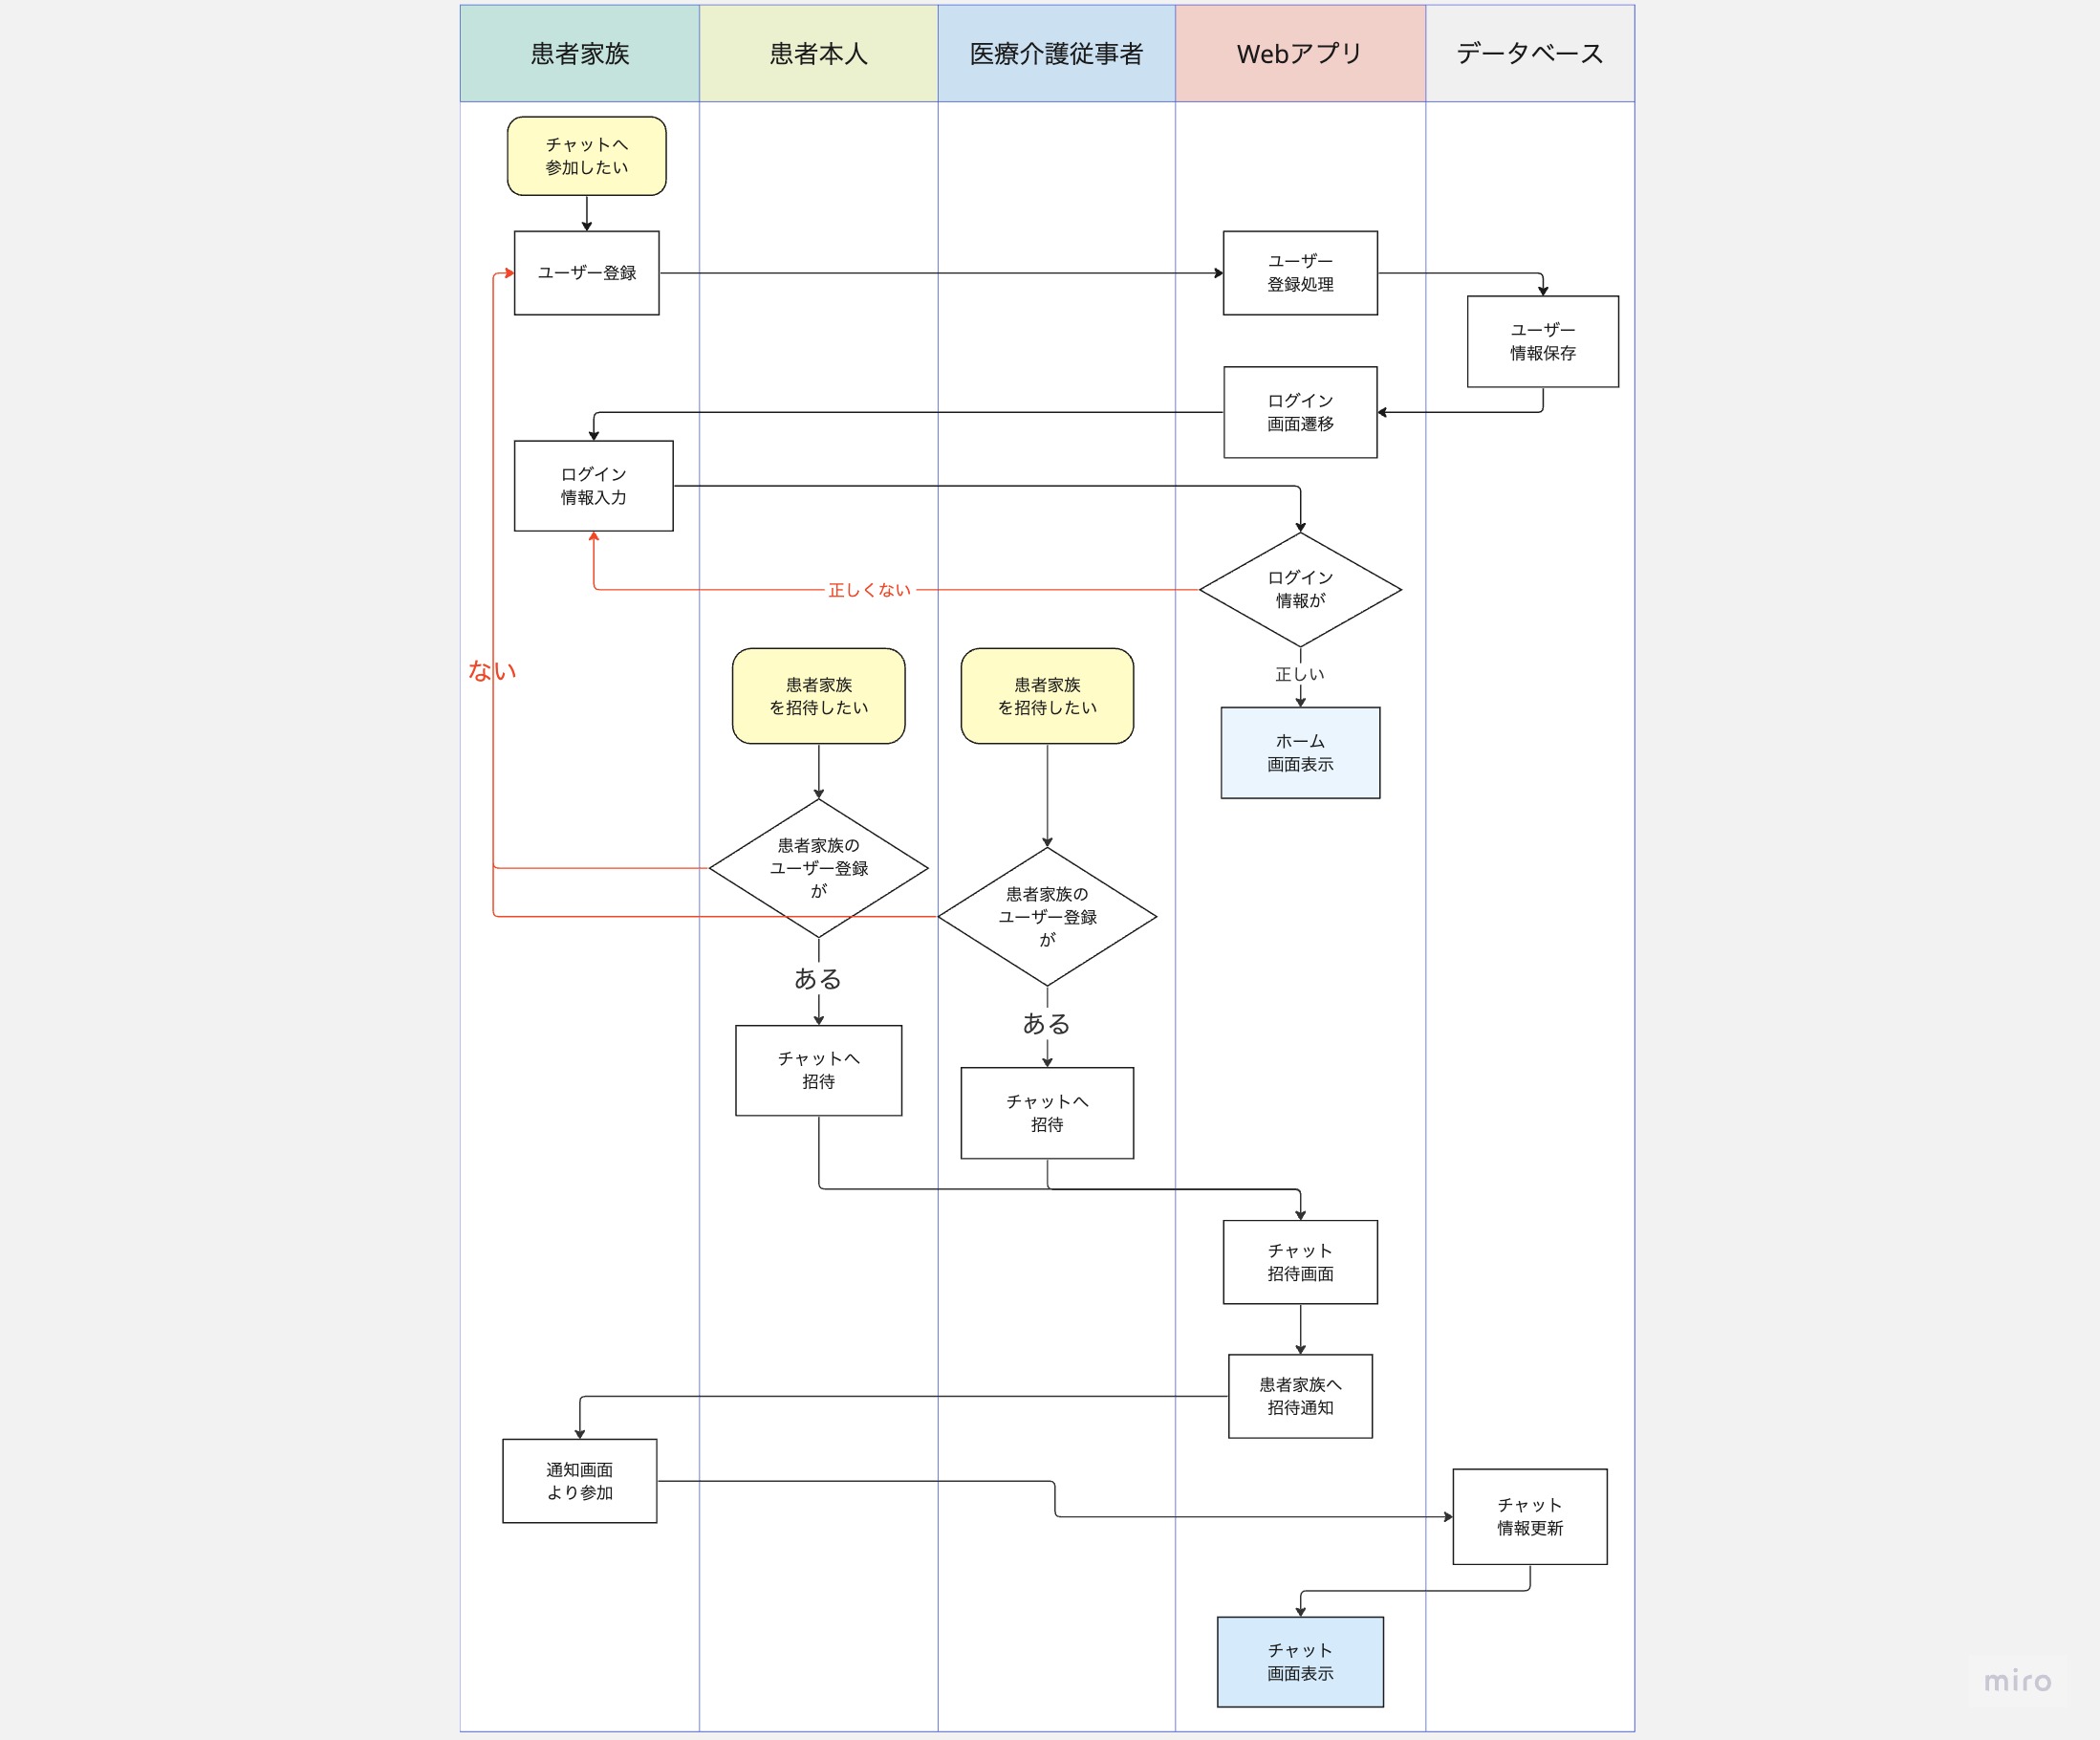 患者家族
患者本人
医療介護従事者
Webアプリ
データベース
チャットへ
参加したい
ユーザー登録
ユーザー
登録処理
ユーザー
情報保存
ログイン
画面遷移
ログイン
情報入力
ログイン
情報が
正しくない
正しい
ない
患者家族
を招待したい
患者家族
を招待したい
ホーム
画面表示
患者家族の
ユーザー登録
が
患者家族の
ユーザー登録
が
ある
ある
チャットへ
招待
チャットへ
招待
チャット
招待画面
患者家族へ
招待通知
通知画面
より参加
チャット
情報更新
チャット
画面表示
miro